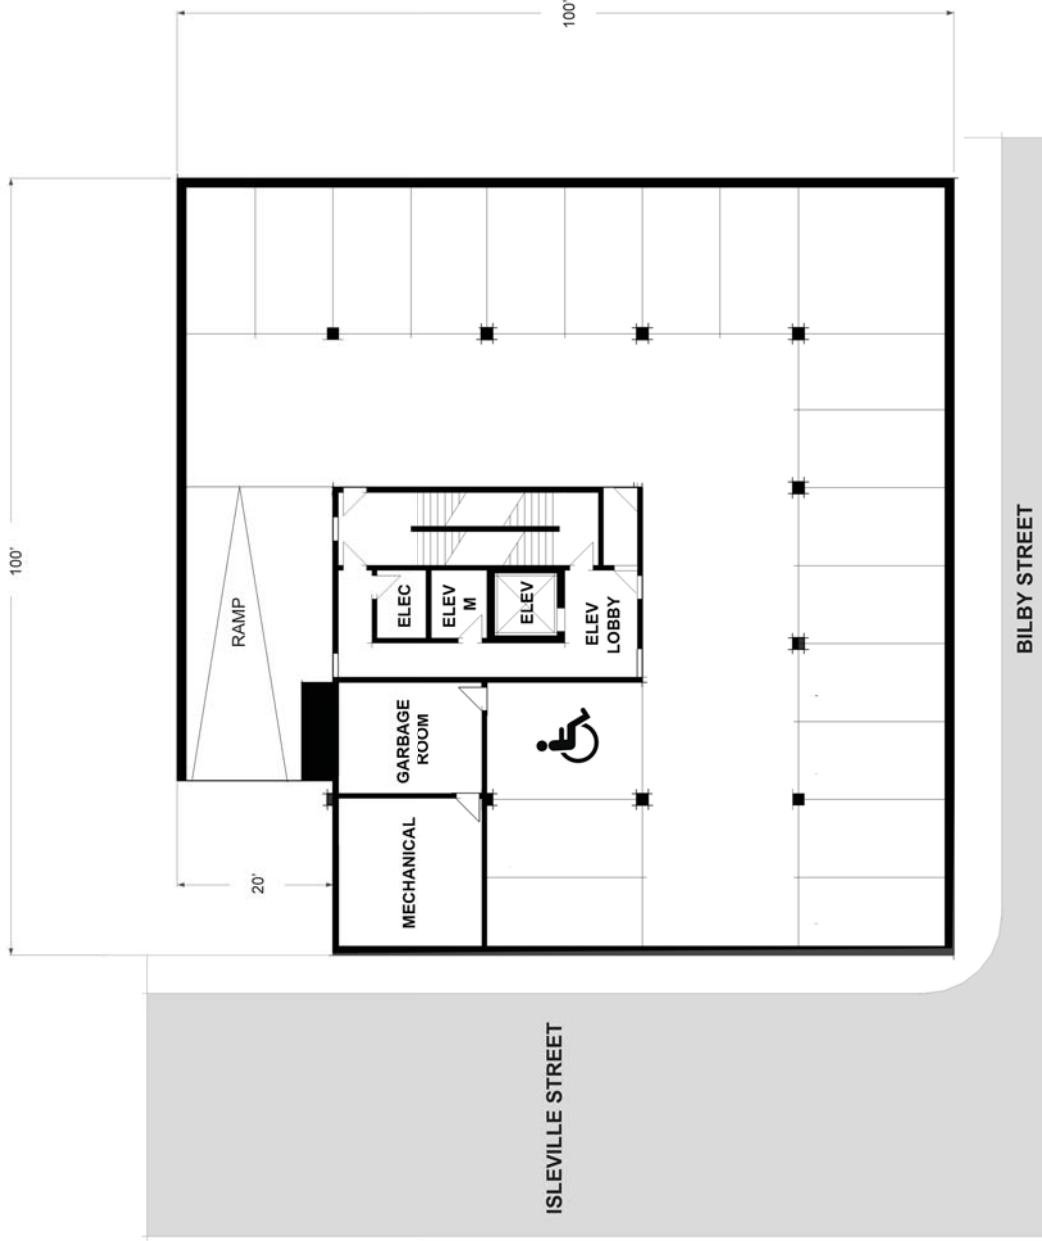 100'
100'
RAMP
ELEC
ELEV
M
ELEV
ELEV
LOBBY
GARBAGE
ROOM
MECHANICAL
20'
BILBY STREET
ISLEVILLE STREET